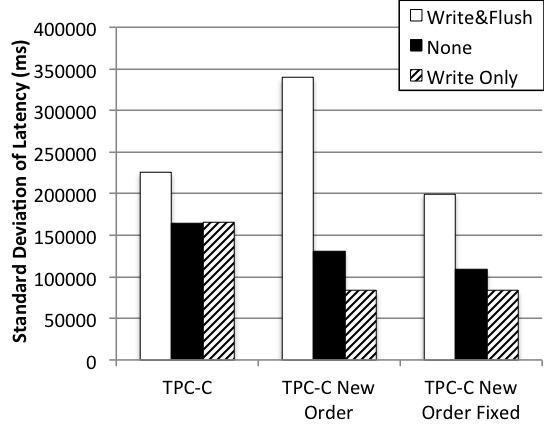 Write&Flush
None
Write Only
Standard Deviation of Latency (ms)
400000
350000
300000
250000
200000
150000
100000
50000
0
TPC-C
TPC-C New
Order
TPC-C New
Order Fixed